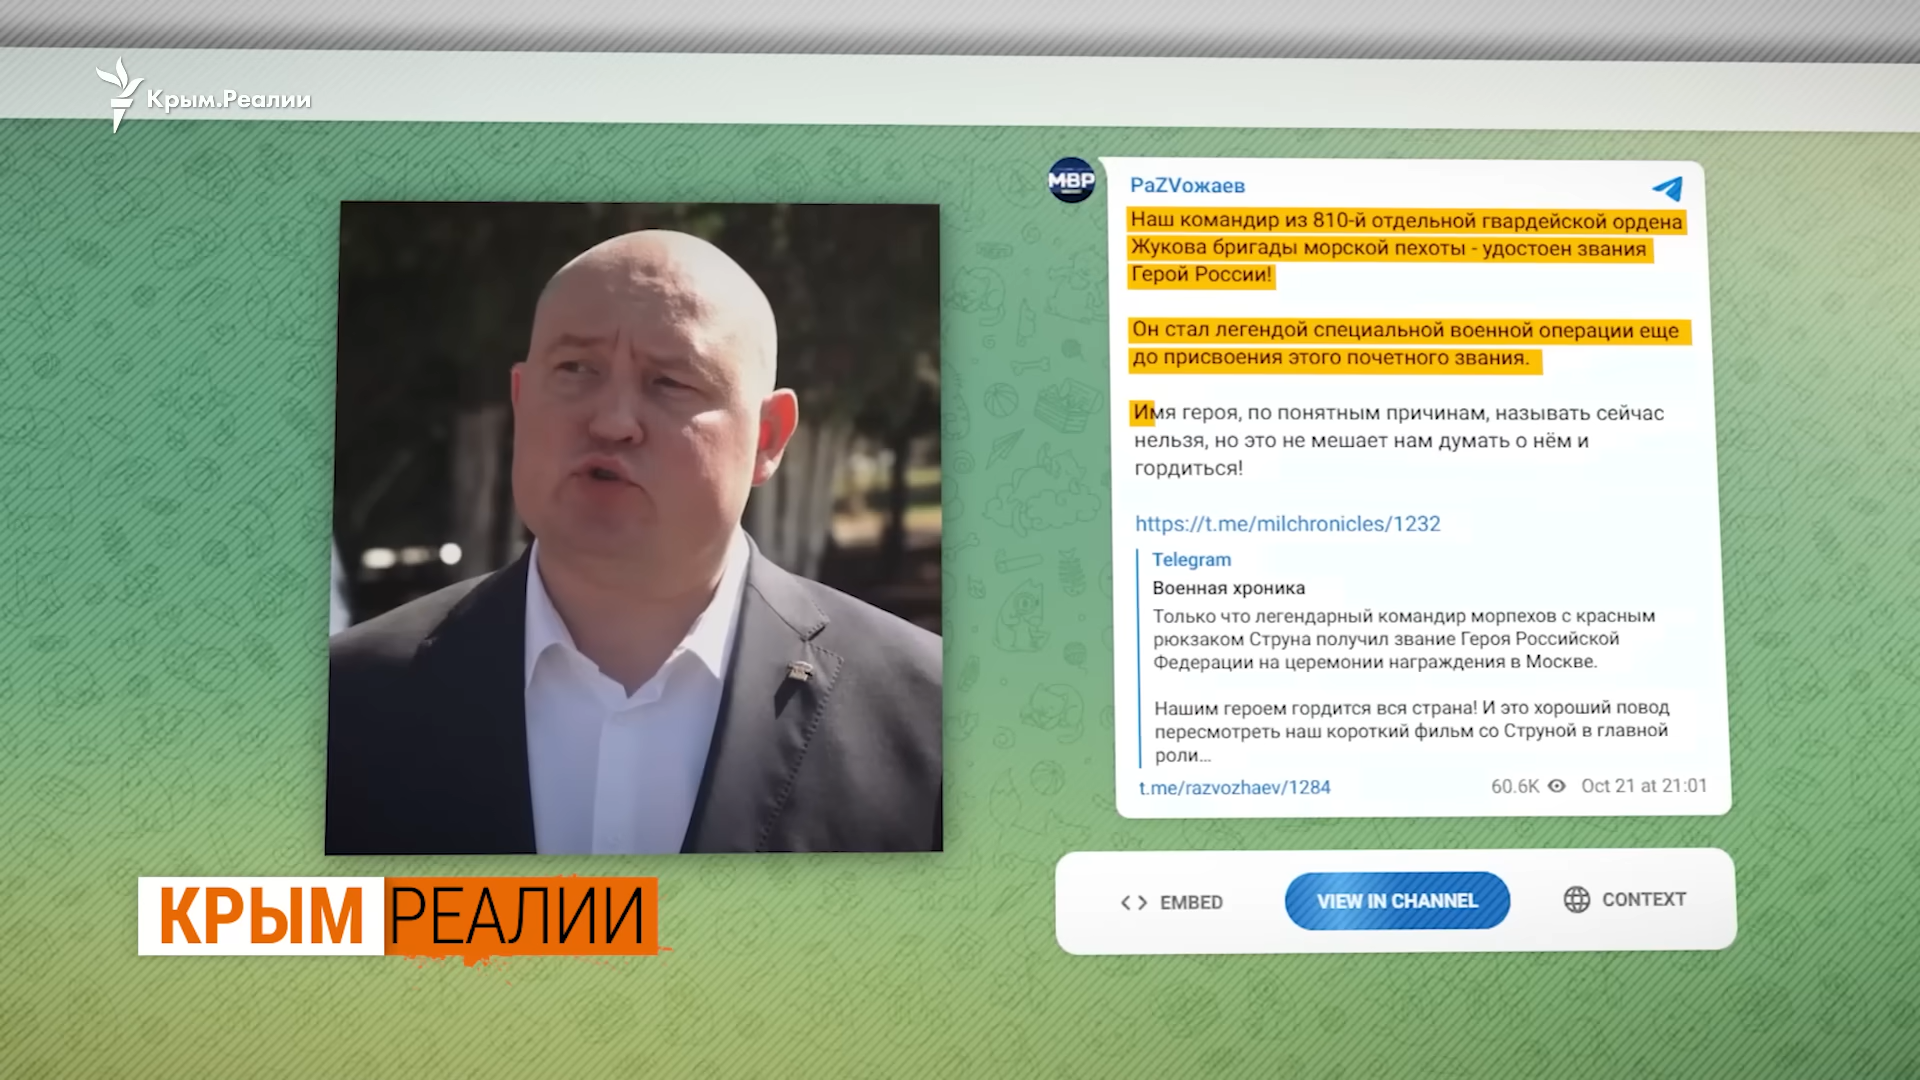 Крым.Реалии
МВР
РаZVожаев
Наш командир из 810-й отдельной гвардейской ордена
Жукова бригады морской пехоты - удостоен звания
Герой России!
Он стал легендой специальной военной операции еще
до присвоения этого почетного звания.
Имя героя, по понятным причинам, называть сейчас
нельзя, но это не мешает нам думать о нём и
гордиться!
https://t.me/milchronicles/1232
Telegram
Военная хроника
Только что легендарный командир морпехов с красным
рюкзаком Струна получил звание Героя Российской
Федерации на церемонии награждения в Москве.
Нашим героем гордится вся страна! И это хороший повод
пересмотреть наш короткий фильм со Струной в главной
роли...
t.me/razvozhaev/1284 60.6K Oct 21 at 21:01
EMBED VIEW IN CHANNEL CONTEXT
КРЫМ РЕАЛИИ